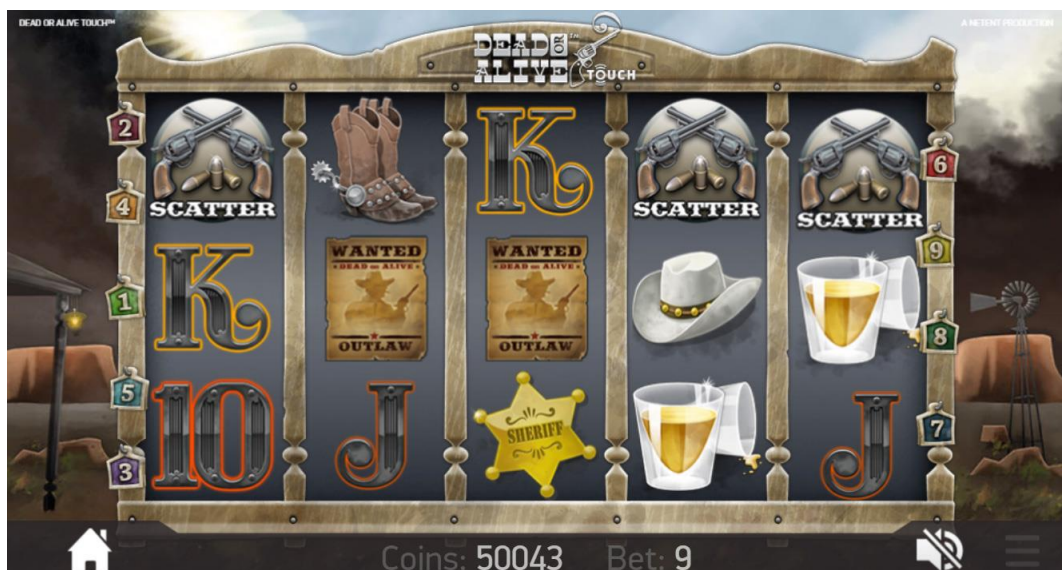 DEAD OR ALIVE TOUCH™
A NETENT PRODUCTION
DEAD OR™
ALIVE TOUCH
2
4
1
5
3
6
9
8
7
SCATTER
K
SCATTER
SCATTER
K
WANTED
DEAD OR ALIVE
OUTLAW
WANTED
DEAD OR ALIVE
OUTLAW
10
J
SHERIFF
J
Coins: 50043 Bet: 9